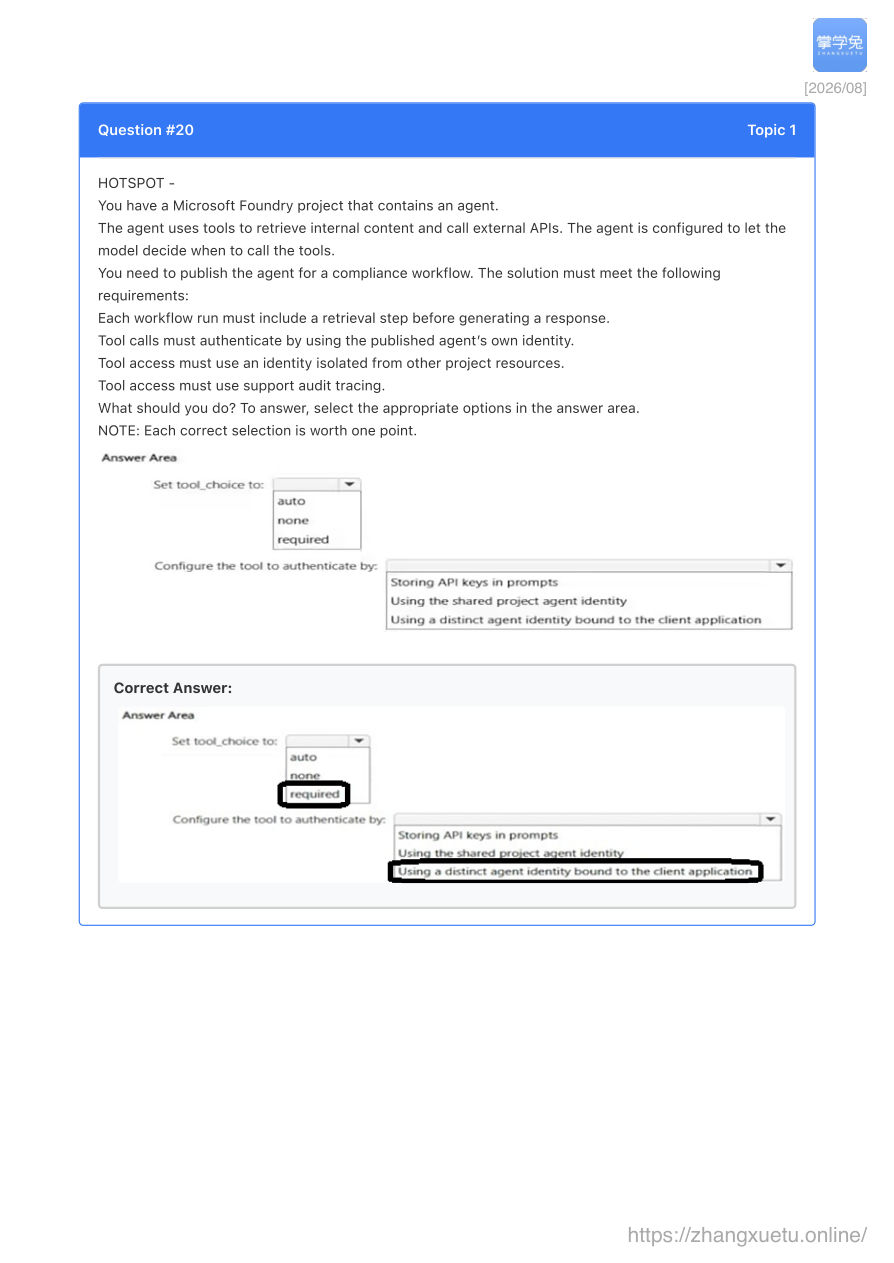 掌学兔
ZHANGXUETU
[2026/08]
Question #20 Topic 1
HOTSPOT -
You have a Microsoft Foundry project that contains an agent.
The agent uses tools to retrieve internal content and call external APIs. The agent is configured to let the
model decide when to call the tools.
You need to publish the agent for a compliance workflow. The solution must meet the following
requirements:
Each workflow run must include a retrieval step before generating a response.
Tool calls must authenticate by using the published agent’s own identity.
Tool access must use an identity isolated from other project resources.
Tool access must use support audit tracing.
What should you do? To answer, select the appropriate options in the answer area.
NOTE: Each correct selection is worth one point.
Answer Area
Set tool_choice to:
auto
none
required
Configure the tool to authenticate by:
Storing API keys in prompts
Using the shared project agent identity
Using a distinct agent identity bound to the client application
Correct Answer:
Answer Area
Set tool_choice to:
auto
none
required
Configure the tool to authenticate by:
Storing API keys in prompts
Using the shared project agent identity
Using a distinct agent identity bound to the client application
https://zhangxuetu.online/